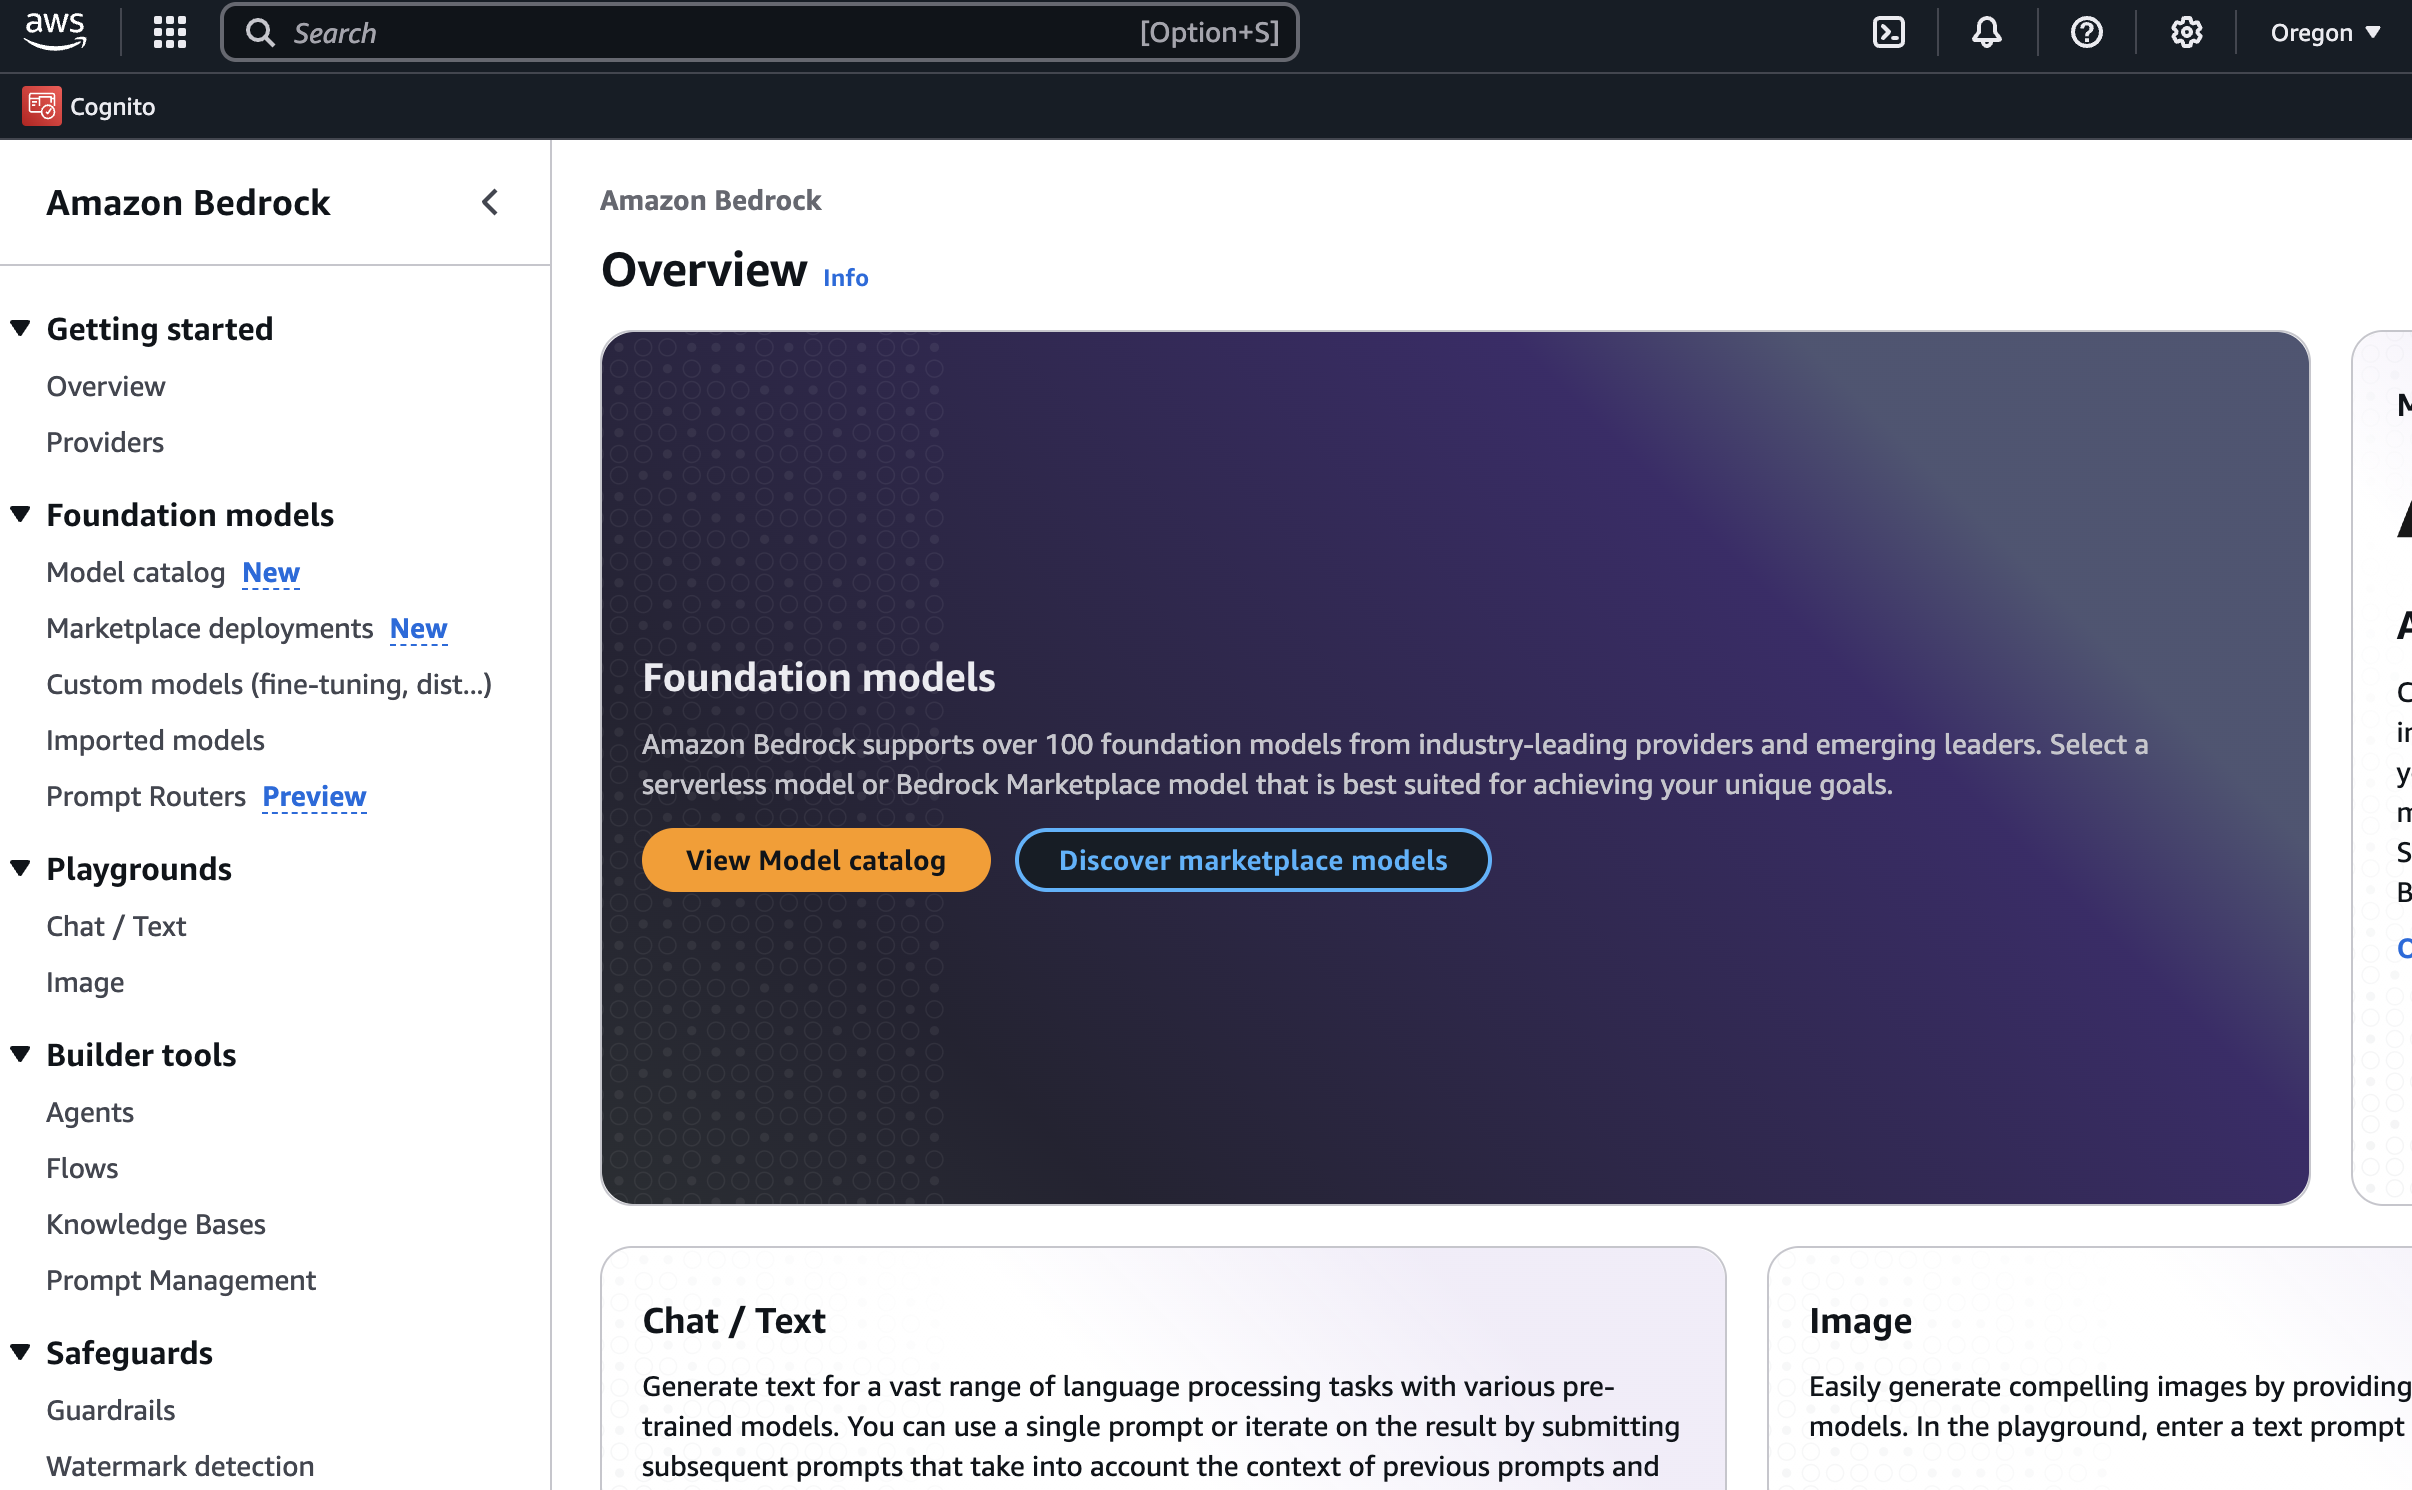 aws
Search
[Option+S]
Oregon
Cognito
Amazon Bedrock
Getting started
Overview
Providers
Foundation models
Model catalog New
Marketplace deployments New
Custom models (fine-tuning, dist...)
Imported models
Prompt Routers Preview
Playgrounds
Chat / Text
Image
Builder tools
Agents
Flows
Knowledge Bases
Prompt Management
Safeguards
Guardrails
Watermark detection
Amazon Bedrock
Overview Info
Foundation models
Amazon Bedrock supports over 100 foundation models from industry-leading providers and emerging leaders. Select a
serverless model or Bedrock Marketplace model that is best suited for achieving your unique goals.
View Model catalog
Discover marketplace models
Chat / Text
Generate text for a vast range of language processing tasks with various pre-
trained models. You can use a single prompt or iterate on the result by submitting
subsequent prompts that take into account the context of previous prompts and
Image
Easily generate compelling images by providing
models. In the playground, enter a text prompt